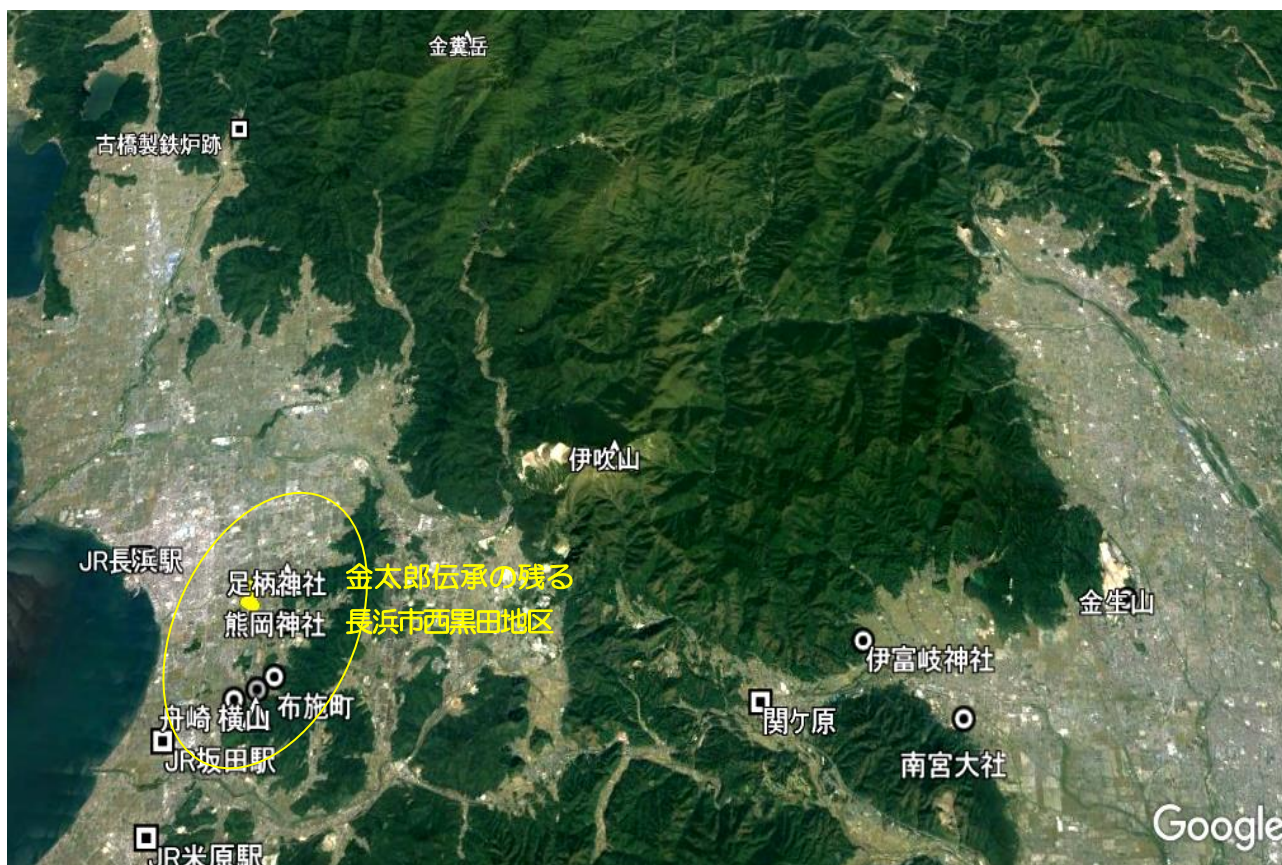 金糞岳
古橋製鉄炉跡
伊吹山
JR長浜駅
足柄神社
金太郎伝承の残る
熊岡神社
長浜市西黒田地区
金生山
伊富岐神社
布施町
舟崎
横山
関ケ原
JR坂田駅
南宮大社
Google
JR米原駅